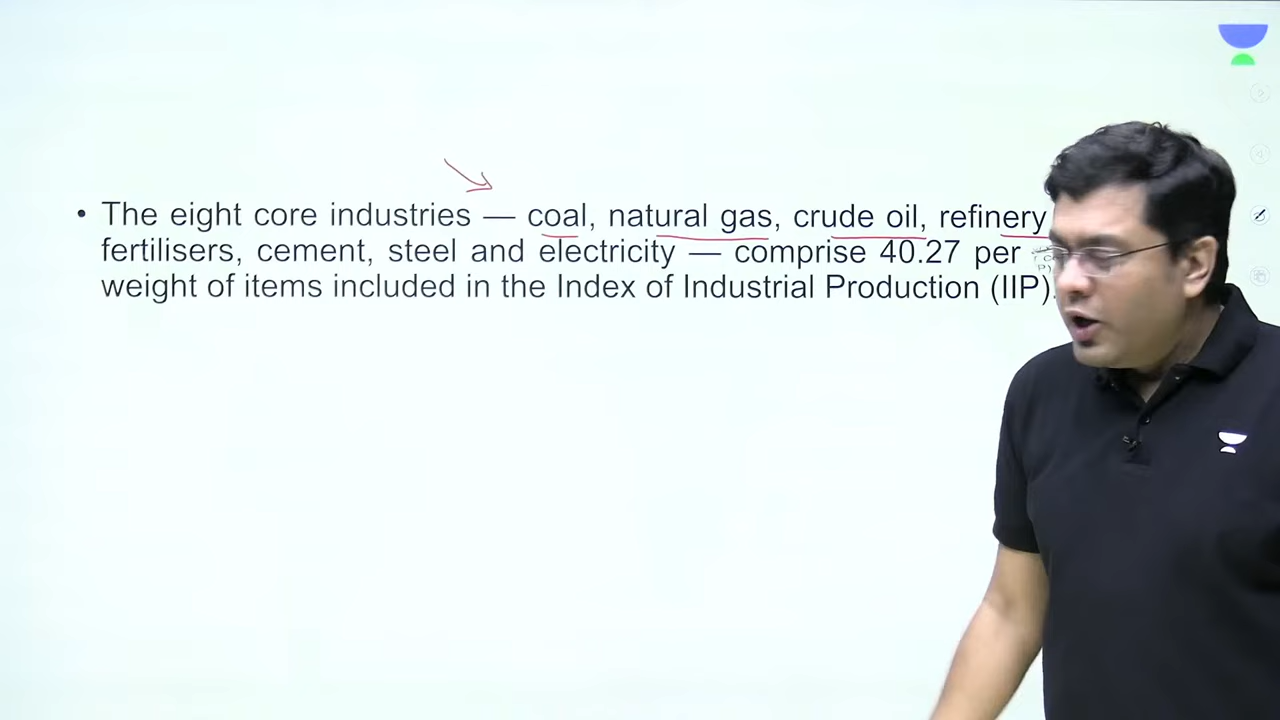 • The eight core industries — coal, natural gas, crude oil, refinery
fertilisers, cement, steel and electricity — comprise 40.27 per
weight of items included in the Index of Industrial Production (IIP).